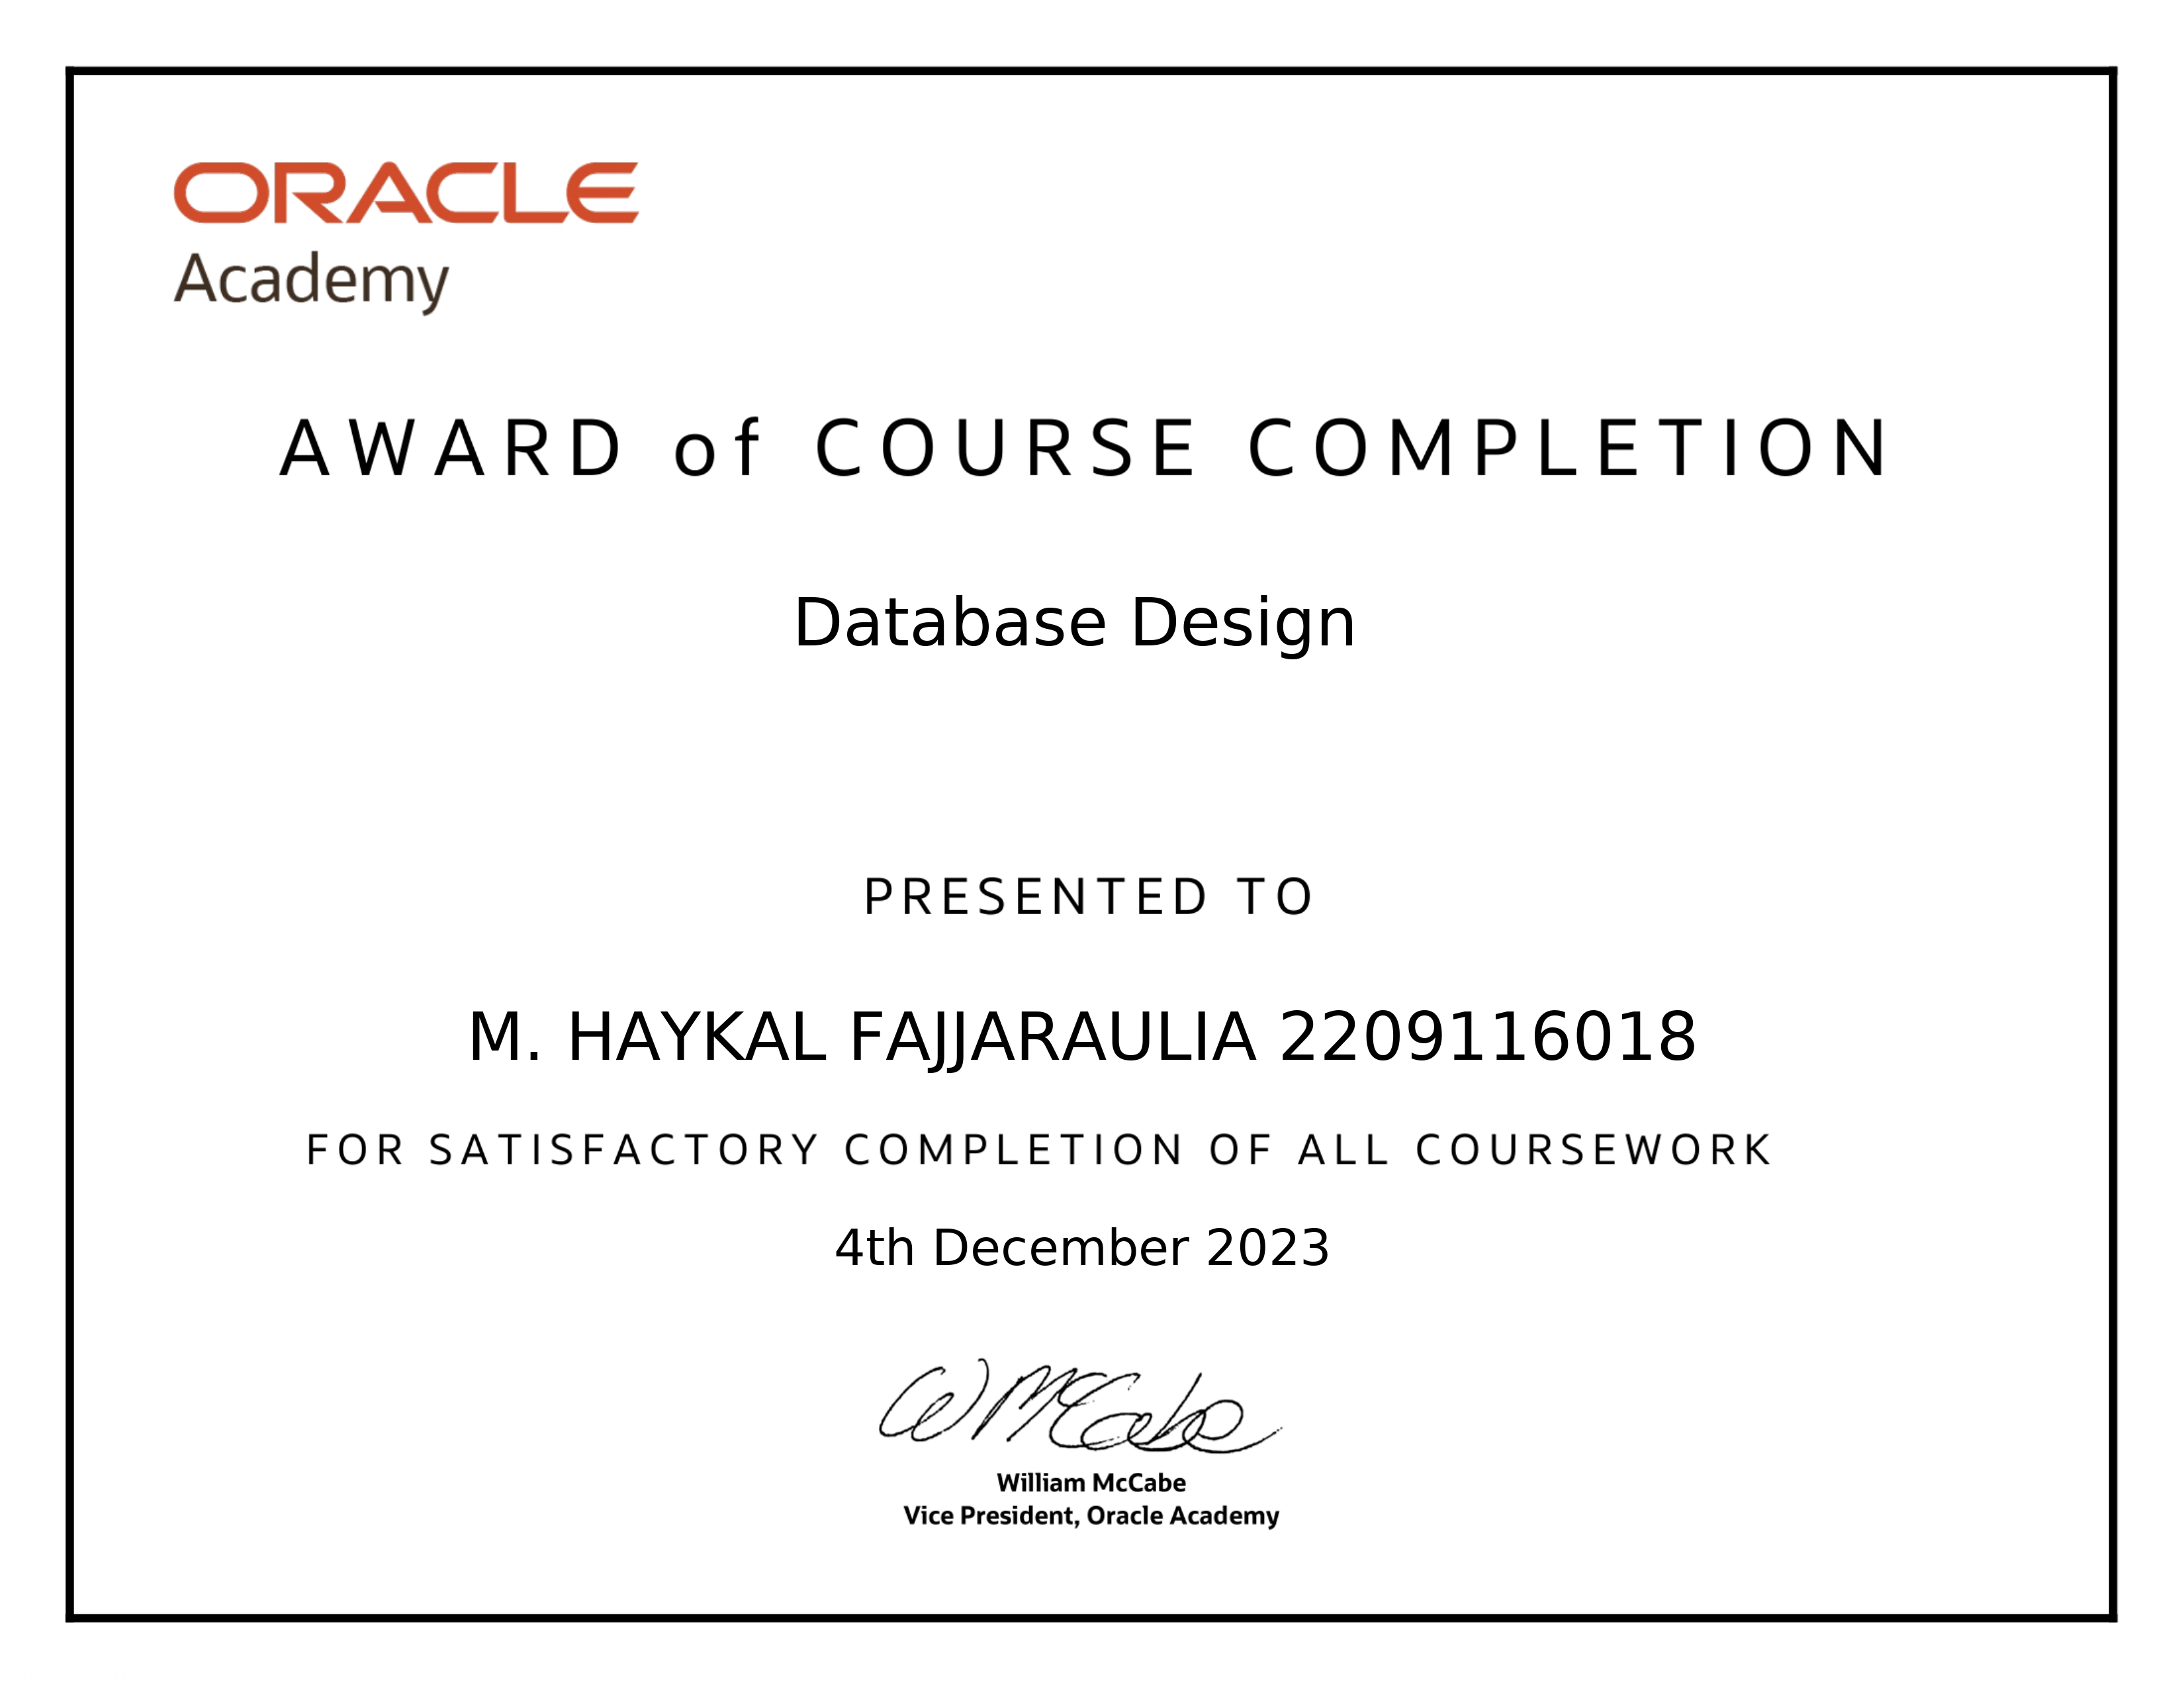 ORACLE
Academy
AWARD of COURSE COMPLETION
Database Design
PRESENTED TO
M. HAYKAL FAJJARAULIA 2209116018
FOR SATISFACTORY COMPLETION OF ALL COURSEWORK
4th December 2023
W McCabe
William McCabe
Vice President, Oracle Academy